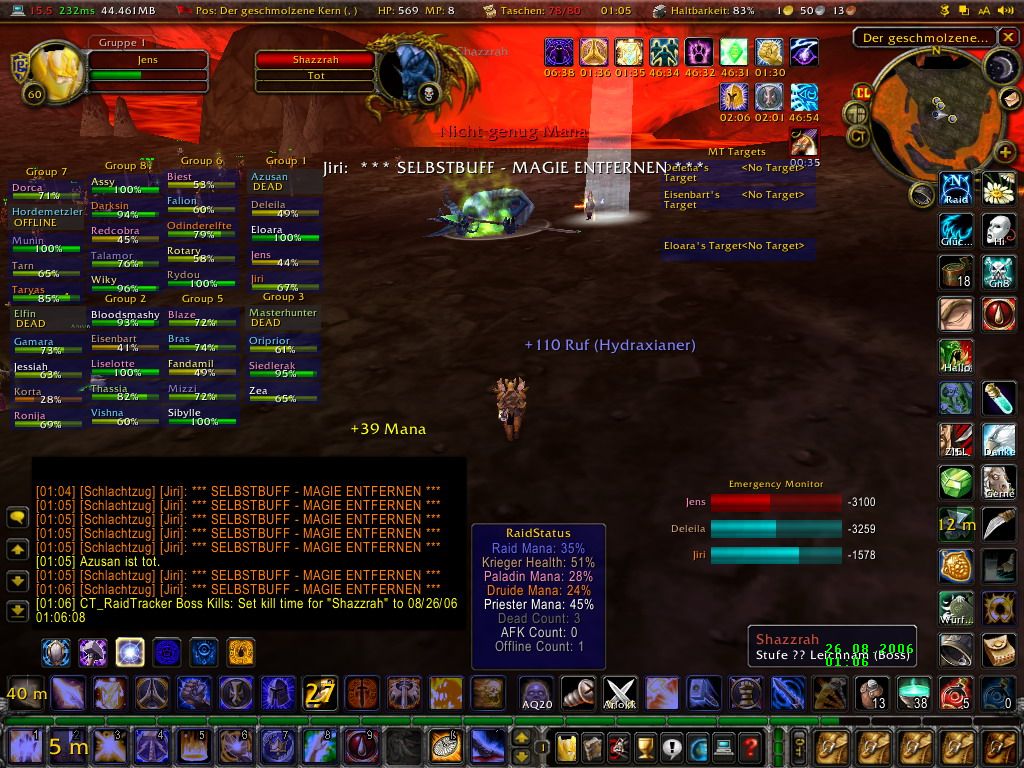 15.5 232ms 44.461MB Pos: Der geschmolzene Kern (, ) HP: 569 MP: 8 Taschen: 78/80 01:05 Haltbarkeit: 83% 1 50 13
Gruppe 1
Jens
60
Shazzrah
Tot
Shazzrah
06:38 01:36 01:35 46:34 46:32 46:31 01:30
02:06 02:01 46:54
00:35
Der geschmolzene...
N
CL
CT
Nicht genug Mana
Jiri: *** SELBSTBUFF - MAGIE ENTFERNEN ***
MT Targets
Deleila's Target <No Target>
Eisenbart's Target <No Target>
Eloara's Target<No Target>
Group 7
Dorca 71%
Hordemetzler OFFLINE
Munin 100%
Tarn 65%
Taryas 85%
Group 8
Assy 100%
Darksin 94%
Redcobra 45%
Talamor 76%
Wiky 96%
Group 6
Biest 53%
Falion 60%
Odinderelfte 79%
Rotary 58%
Rydou 100%
Group 1
Azusan DEAD
Deleila 49%
Eloara 100%
Jens 44%
Jiri 67%
Elfin DEAD
Gamara 73%
Jessiah 63%
Korta 28%
Ronija 69%
Group 2
Bloodsmashy 93%
Eisenbart 41%
Liselotte 100%
Thassia 82%
Vishna 60%
Group 5
Blaze 72%
Bras 74%
Fandamil 49%
Mizzi 72%
Sibylle 100%
Group 3
Masterhunter DEAD
Oriprior 61%
Siedlerak 95%
Zea 65%
+110 Ruf (Hydraxianer)
+39 Mana
[01:04] [Schlachtzug] [Jiri]: *** SELBSTBUFF - MAGIE ENTFERNEN ***
[01:05] [Schlachtzug] [Jiri]: *** SELBSTBUFF - MAGIE ENTFERNEN ***
[01:05] [Schlachtzug] [Jiri]: *** SELBSTBUFF - MAGIE ENTFERNEN ***
[01:05] [Schlachtzug] [Jiri]: *** SELBSTBUFF - MAGIE ENTFERNEN ***
[01:05] [Schlachtzug] [Jiri]: *** SELBSTBUFF - MAGIE ENTFERNEN ***
[01:05] Azusan ist tot.
[01:05] [Schlachtzug] [Jiri]: *** SELBSTBUFF - MAGIE ENTFERNEN ***
[01:06] [Schlachtzug] [Jiri]: *** SELBSTBUFF - MAGIE ENTFERNEN ***
[01:06] CT_RaidTracker Boss Kills: Set kill time for "Shazzrah" to 08/26/06
01:06:08
RaidStatus
Raid Mana: 35%
Krieger Health: 51%
Paladin Mana: 28%
Druide Mana: 24%
Priester Mana: 45%
Dead Count: 3
AFK Count: 0
Offline Count: 1
Emergency Monitor
Jens -3100
Deleila -3259
Jiri -1578
Raid
Hi
18
Hallo
ZIEL
Danke
Gerne
12 m
Shazzrah
Stufe ?? Leichnam (Boss)
26.08.2006
01.06
40 m
27
AQ20
13 38 5 0
5 m